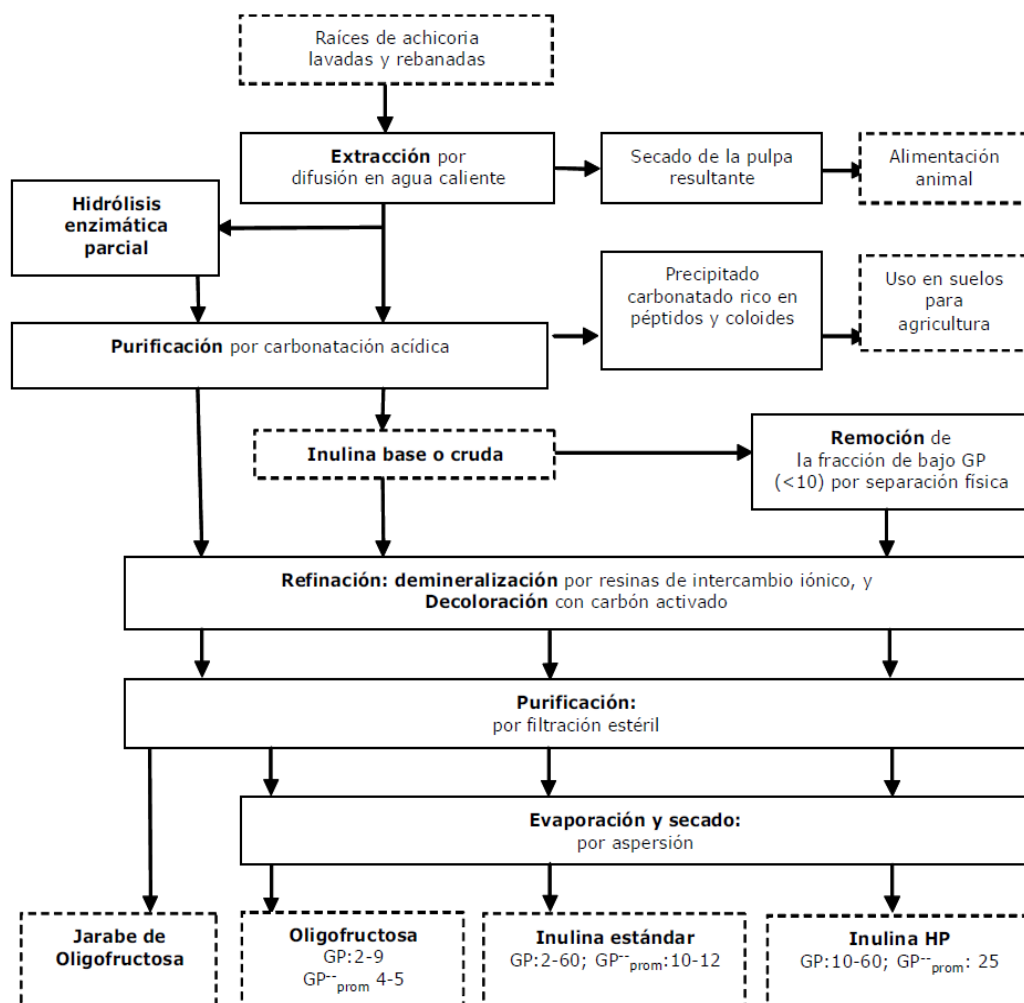 Raíces de achicoria
lavadas y rebanadas
Extracción por
difusión en agua caliente
Secado de la pulpa
resultante
Alimentación
animal
Hidrólisis
enzimática
parcial
Precipitado
carbonatado rico en
péptidos y coloides
Uso en suelos
para
agricultura
Purificación por carbonatación acídica
Inulina base o cruda
Remoción de
la fracción de bajo GP
(<10) por separación física
Refinación: demineralización por resinas de intercambio iónico, y
Decoloración con carbón activado
Purificación:
por filtración estéril
Evaporación y secado:
por aspersión
Jarabe de
Oligofructosa
Oligofructosa
GP:2-9
GP--prom 4-5
Inulina estándar
GP:2-60; GP--prom:10-12
Inulina HP
GP:10-60; GP--prom: 25